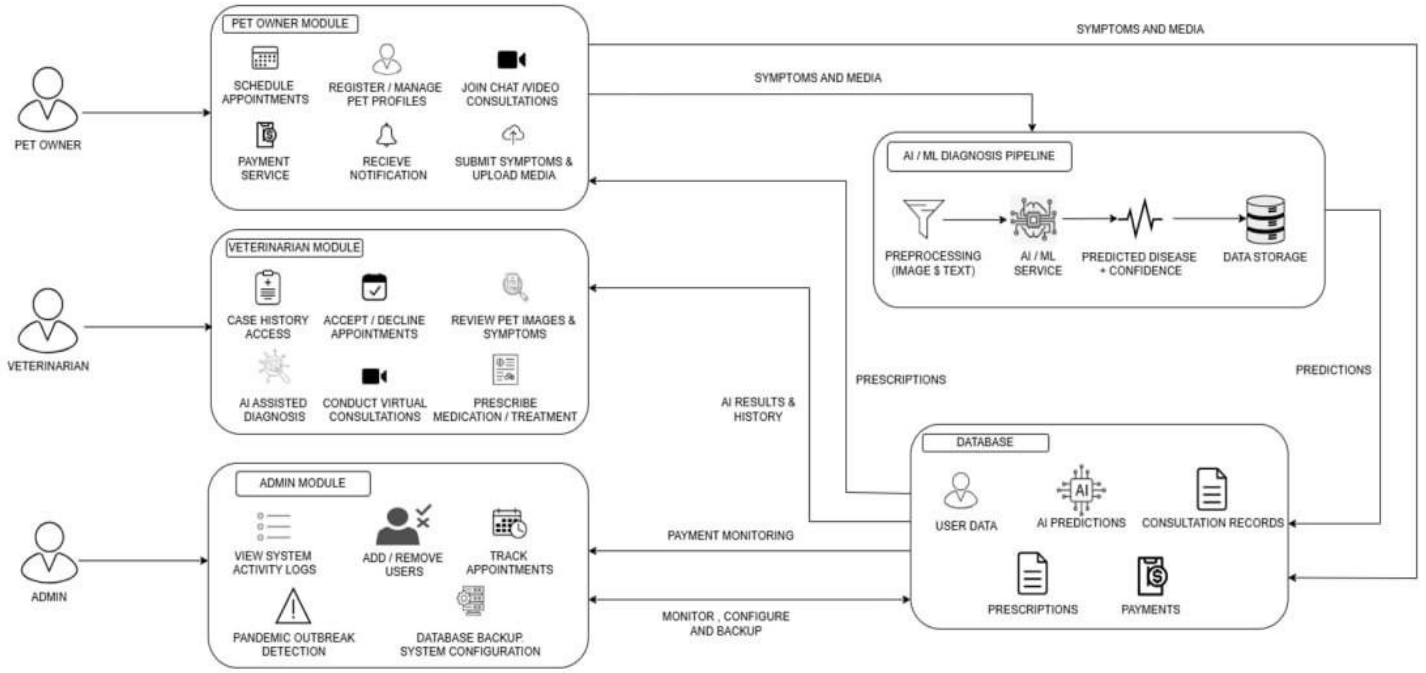 PET OWNER MODULE
SCHEDULE
APPOINTMENTS
REGISTER / MANAGE
PET PROFILES
JOIN CHAT /VIDEO
CONSULTATIONS
PAYMENT
SERVICE
RECIEVE
NOTIFICATION
SUBMIT SYMPTOMS &
UPLOAD MEDIA
PET OWNER
SYMPTOMS AND MEDIA
SYMPTOMS AND MEDIA
AI / ML DIAGNOSIS PIPELINE
PREPROCESSING
(IMAGE $ TEXT)
AI / ML
SERVICE
PREDICTED DISEASE
+ CONFIDENCE
DATA STORAGE
VETERINARIAN MODULE
CASE HISTORY
ACCESS
ACCEPT / DECLINE
APPOINTMENTS
REVIEW PET IMAGES &
SYMPTOMS
AI ASSISTED
DIAGNOSIS
CONDUCT VIRTUAL
CONSULTATIONS
PRESCRIBE
MEDICATION / TREATMENT
VETERINARIAN
AI RESULTS &
HISTORY
PRESCRIPTIONS
PREDICTIONS
DATABASE
USER DATA
AI
AI PREDICTIONS
CONSULTATION RECORDS
PRESCRIPTIONS
PAYMENTS
ADMIN MODULE
VIEW SYSTEM
ACTIVITY LOGS
ADD / REMOVE
USERS
TRACK
APPOINTMENTS
PANDEMIC OUTBREAK
DETECTION
DATABASE BACKUP.
SYSTEM CONFIGURATION
ADMIN
PAYMENT MONITORING
MONITOR , CONFIGURE
AND BACKUP